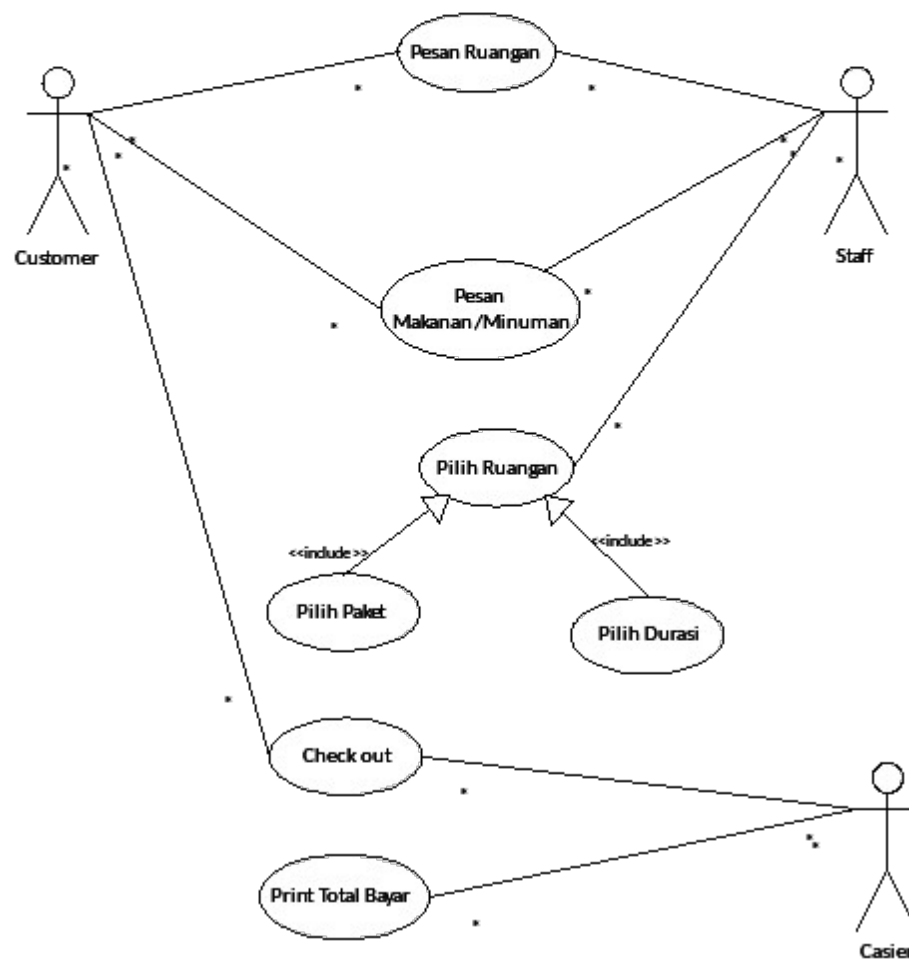 Pesan Ruangan
Customer
Staff
Pesan
Makanan/Minuman
Pilih Ruangan
<<include>>
<<include>>
Pilih Paket
Pilih Durasi
Check out
Print Total Bayar
Casier